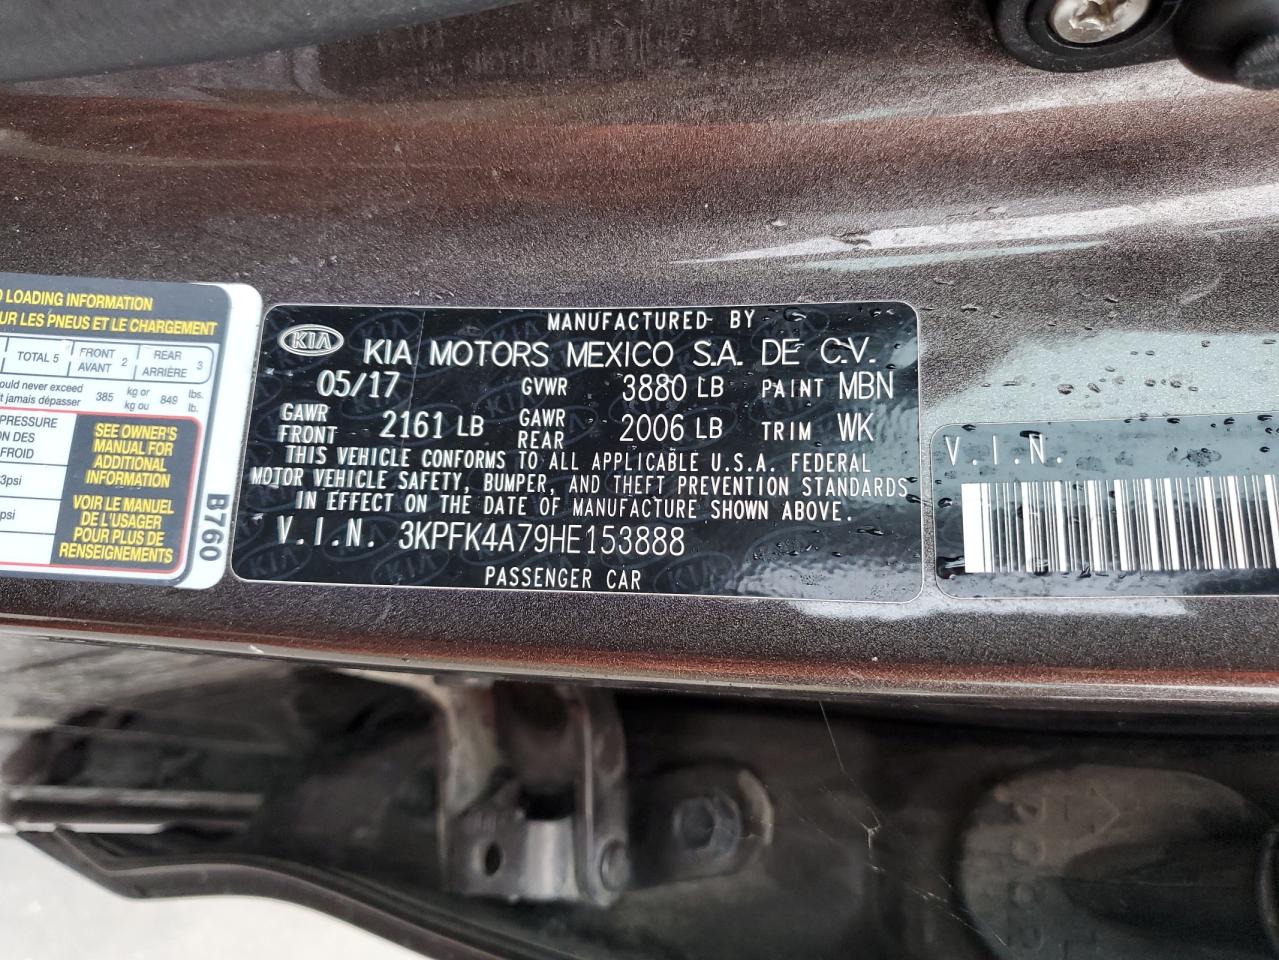 LOADING INFORMATION
UR LES PNEUS ET LE CHARGEMENT
TOTAL 5 FRONT AVANT 2 REAR ARRIÈRE 3
ould never exceed 385 kg or 849 lbs.
t jamais dépasser kg ou lb.
PRESSURE
ON DES
FROID
3psi
psi
SEE OWNER'S
MANUAL FOR
ADDITIONAL
INFORMATION
VOIR LE MANUEL
DE L'USAGER
POUR PLUS DE
RENSEIGNEMENTS
B760
KIA
MANUFACTURED BY
KIA MOTORS MEXICO S.A. DE C.V.
05/17 GVWR 3880 LB PAINT MBN
GAWR FRONT 2161 LB GAWR REAR 2006 LB TRIM WK
THIS VEHICLE CONFORMS TO ALL APPLICABLE U.S.A. FEDERAL
MOTOR VEHICLE SAFETY, BUMPER, AND THEFT PREVENTION STANDARDS
IN EFFECT ON THE DATE OF MANUFACTURE SHOWN ABOVE.
V.I.N. 3KPFK4A79HE153888
PASSENGER CAR
V.I.N.